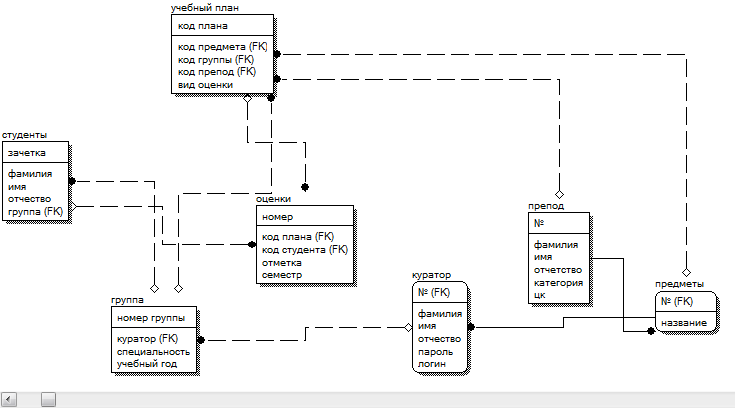 учебный план
код плана
код предмета (FK)
код группы (FK)
код препод (FK)
вид оценки
студенты
зачетка
фамилия
имя
отчество
группа (FK)
оценки
номер
код плана (FK)
код студента (FK)
отметка
семестр
препод
№
фамилия
имя
отчетство
категория
цк
куратор
№ (FK)
фамилия
имя
отчество
пароль
логин
предметы
№ (FK)
название
группа
номер группы
куратор (FK)
специальность
учебный год